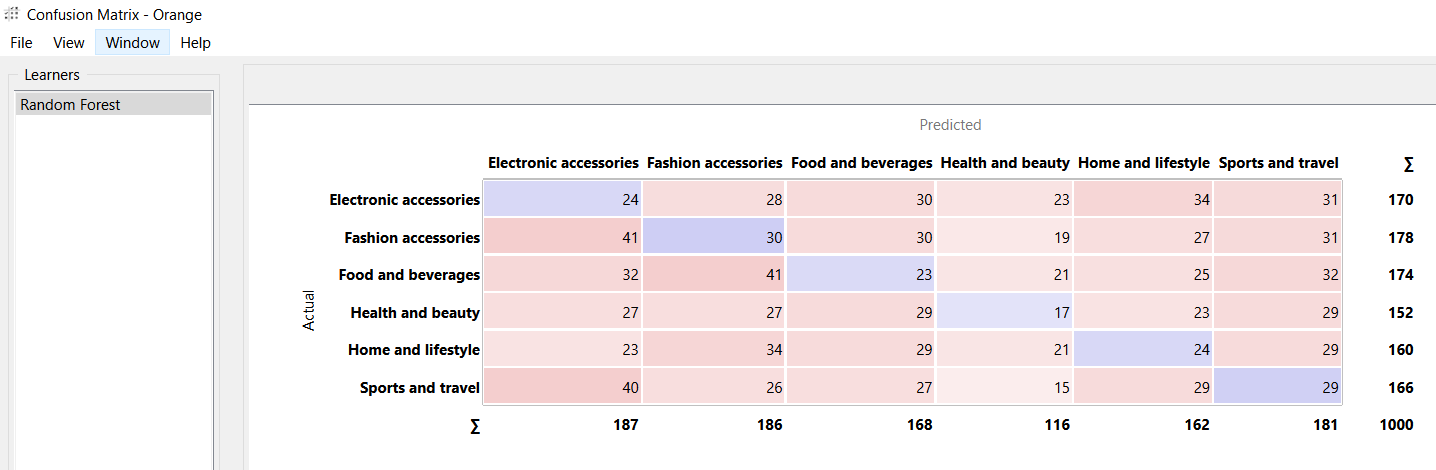 Confusion Matrix - Orange
File View Window Help
Learners
Random Forest
Predicted
Electronic accessories Fashion accessories Food and beverages Health and beauty Home and lifestyle Sports and travel ∑
Actual
Electronic accessories 24 28 30 23 34 31 170
Fashion accessories 41 30 30 19 27 31 178
Food and beverages 32 41 23 21 25 32 174
Health and beauty 27 27 29 17 23 29 152
Home and lifestyle 23 34 29 21 24 29 160
Sports and travel 40 26 27 15 29 29 166
∑ 187 186 168 116 162 181 1000